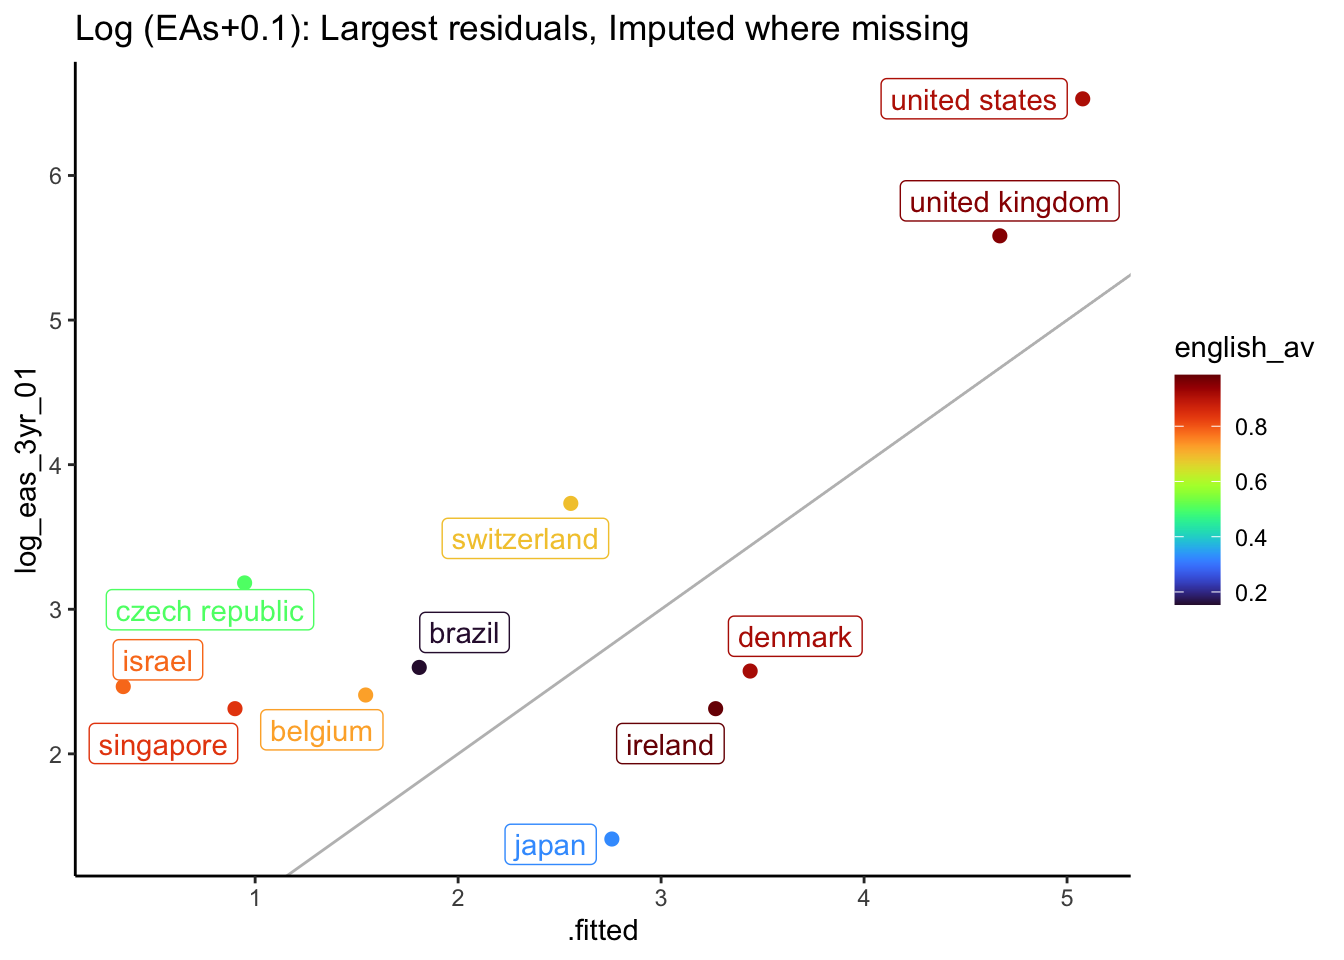 Log (EAs+0.1): Largest residuals, Imputed where missing
united states
united kingdom
switzerland
czech republic
brazil
israel
denmark
belgium
singapore
ireland
japan
log_eas_3yr_01
6
5
4
3
2
1
2
3
4
5
.fitted
english_av
0.8
0.6
0.4
0.2